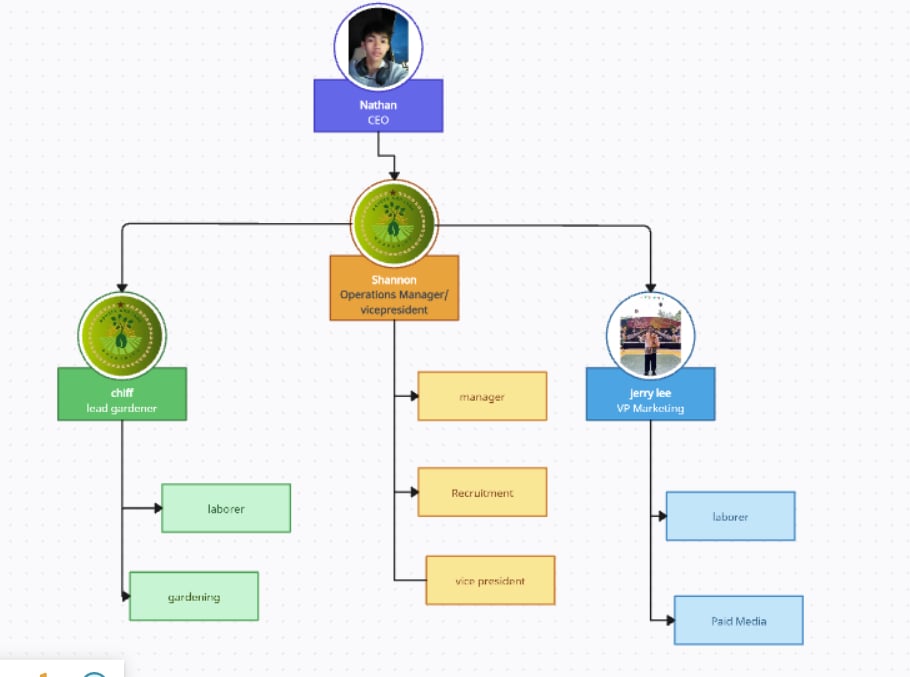 Nathan
CEO
Shannon
Operations Manager/
vicepresident
chiff
lead gardener
jerry lee
VP Marketing
manager
Recruitment
vice president
laborer
gardening
laborer
Paid Media